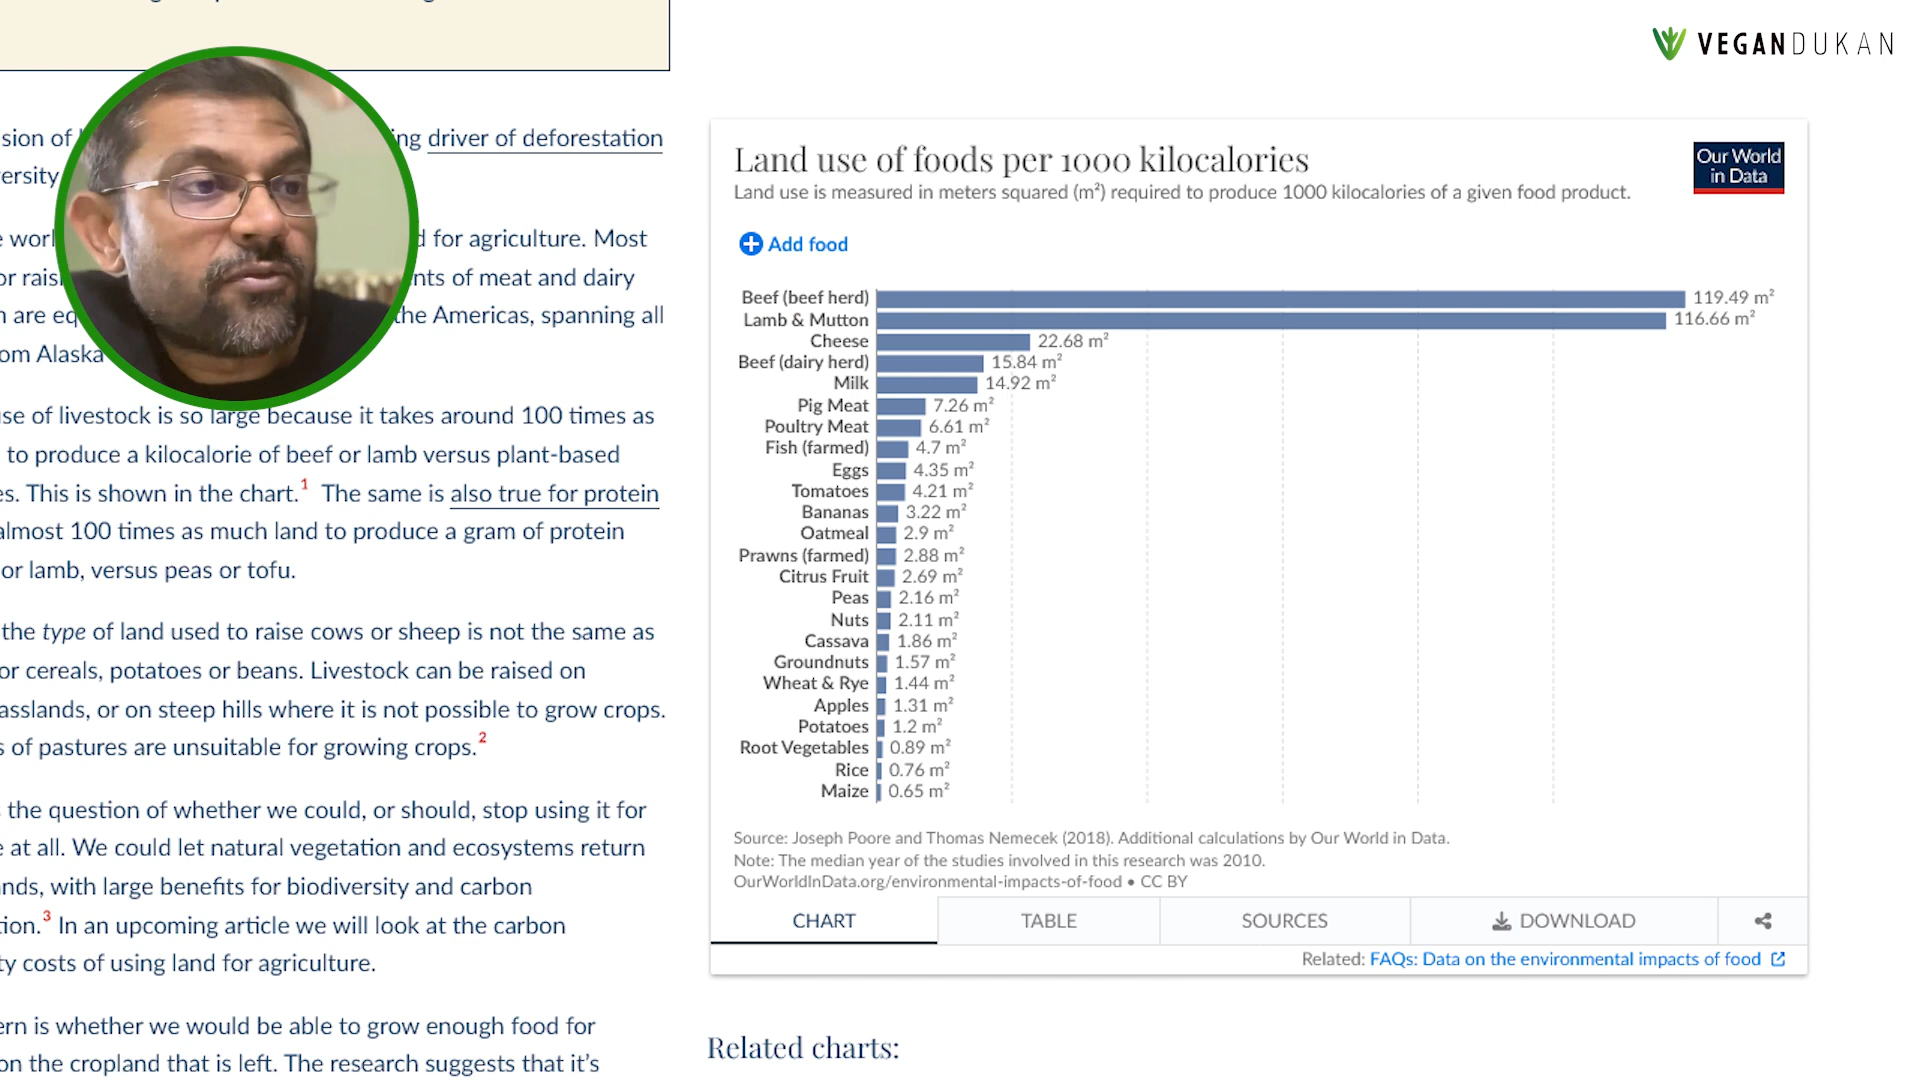 VEGANDUKAN
sion of
ing driver of deforestation
ersity
e worl
d for agriculture. Most
or rais
nts of meat and dairy
n are eq
the Americas, spanning all
om Alaska
se of livestock is so large because it takes around 100 times as
to produce a kilocalorie of beef or lamb versus plant-based
es. This is shown in the chart.1 The same is also true for protein
almost 100 times as much land to produce a gram of protein
or lamb, versus peas or tofu.
the type of land used to raise cows or sheep is not the same as
or cereals, potatoes or beans. Livestock can be raised on
asslands, or on steep hills where it is not possible to grow crops.
s of pastures are unsuitable for growing crops.2
the question of whether we could, or should, stop using it for
e at all. We could let natural vegetation and ecosystems return
nds, with large benefits for biodiversity and carbon
tion.3 In an upcoming article we will look at the carbon
ty costs of using land for agriculture.
ern is whether we would be able to grow enough food for
on the cropland that is left. The research suggests that it's
Land use of foods per 1000 kilocalories
Land use is measured in meters squared (m²) required to produce 1000 kilocalories of a given food product.
Our World
in Data
Add food
Beef (beef herd) 119.49 m²
Lamb & Mutton 116.66 m²
Cheese 22.68 m²
Beef (dairy herd) 15.84 m²
Milk 14.92 m²
Pig Meat 7.26 m²
Poultry Meat 6.61 m²
Fish (farmed) 4.7 m²
Eggs 4.35 m²
Tomatoes 4.21 m²
Bananas 3.22 m²
Oatmeal 2.9 m²
Prawns (farmed) 2.88 m²
Citrus Fruit 2.69 m²
Peas 2.16 m²
Nuts 2.11 m²
Cassava 1.86 m²
Groundnuts 1.57 m²
Wheat & Rye 1.44 m²
Apples 1.31 m²
Potatoes 1.2 m²
Root Vegetables 0.89 m²
Rice 0.76 m²
Maize 0.65 m²
Source: Joseph Poore and Thomas Nemecek (2018). Additional calculations by Our World in Data.
Note: The median year of the studies involved in this research was 2010.
OurWorldInData.org/environmental-impacts-of-food • CC BY
CHART TABLE SOURCES DOWNLOAD
Related: FAQs: Data on the environmental impacts of food
Related charts: